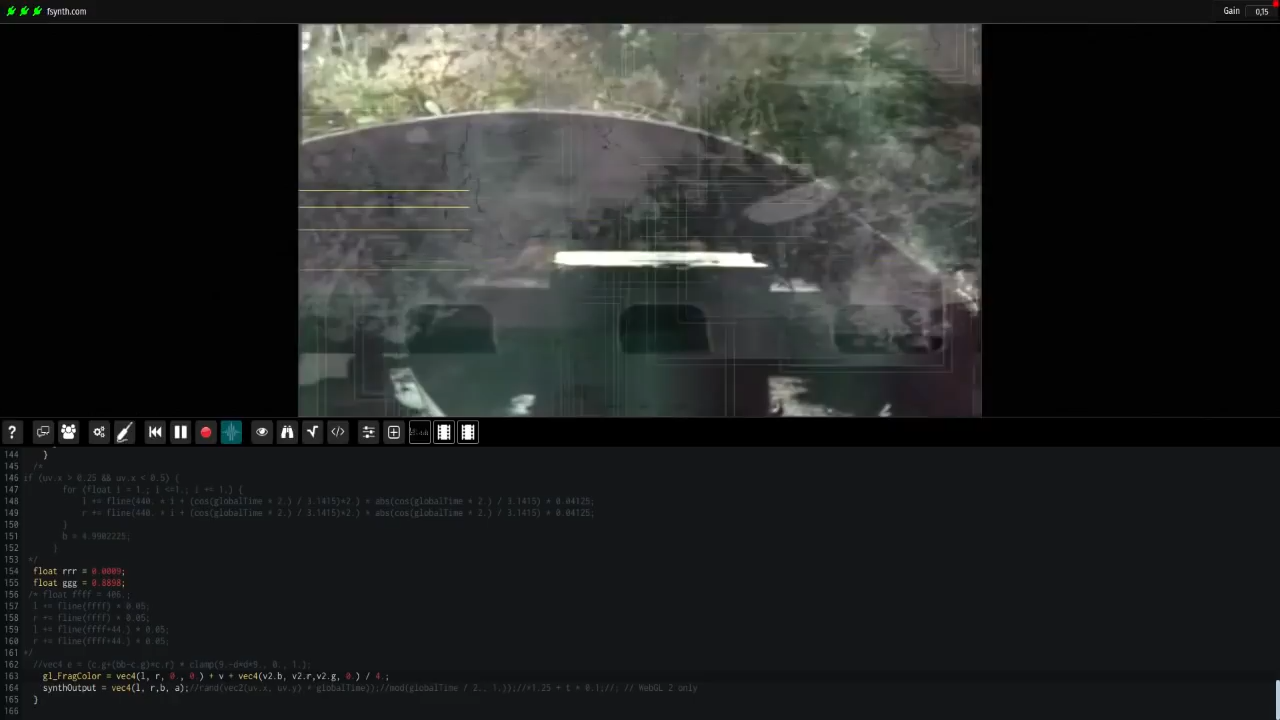 fsynth.com
Gain 0,15
144 }
145 /*
146 if (uv.x > 0.25 && uv.x < 0.5) {
147 for (float i = 1.; i <=1.; i += 1.) {
148 l += fline(440. * i + (cos(globalTime * 2.) / 3.1415)*2.) * abs(cos(globalTime * 2.) / 3.1415) * 0.04125;
149 r += fline(440. * i + (cos(globalTime * 2.) / 3.1415)*2.) * abs(cos(globalTime * 2.) / 3.1415) * 0.04125;
150 }
151 b = 4.9902225;
152 }
153 */
154 float rrr = 0.0009;
155 float ggg = 0.8898;
156 /* float ffff = 406.;
157 l += fline(ffff) * 0.05;
158 r += fline(ffff) * 0.05;
159 l += fline(ffff+44.) * 0.05;
160 r += fline(ffff+44.) * 0.05;
161 */
162 //vec4 e = (c.g+(bb-c.g)*c.r) * clamp(9.-d*d*9., 0., 1.);
163 gl_FragColor = vec4(l, r, 0., 0.) + v + vec4(v2.b, v2.r,v2.g, 0.) / 4.;
164 synthOutput = vec4(l, r,b, a);//rand(vec2(uv.x, uv.y) * globalTime));//mod(globalTime / 2., 1.));//*1.25 + t * 0.1;//; // WebGL 2 only
165 }
166